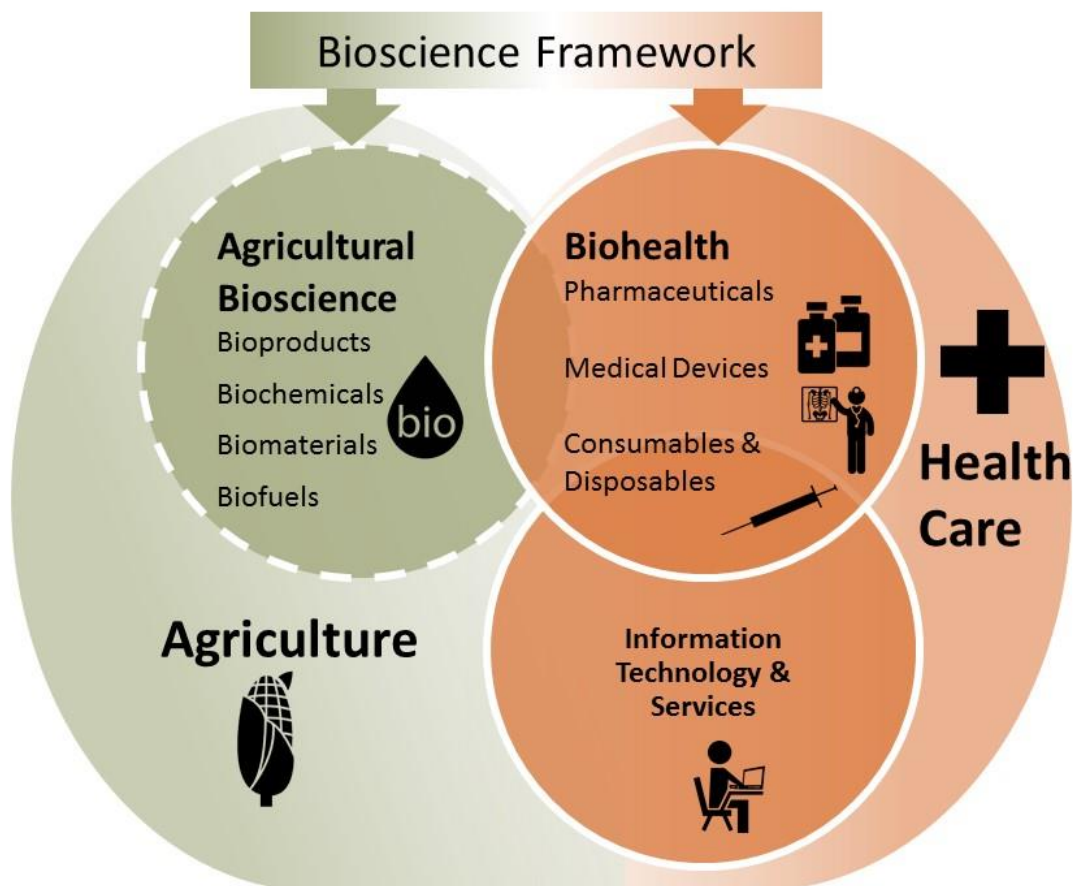 Bioscience Framework
Agricultural
Bioscience
Bioproducts
Biochemicals
Biomaterials
Biofuels
bio
Biohealth
Pharmaceuticals
Medical Devices
Consumables &
Disposables
Health
Care
Agriculture
Information
Technology &
Services